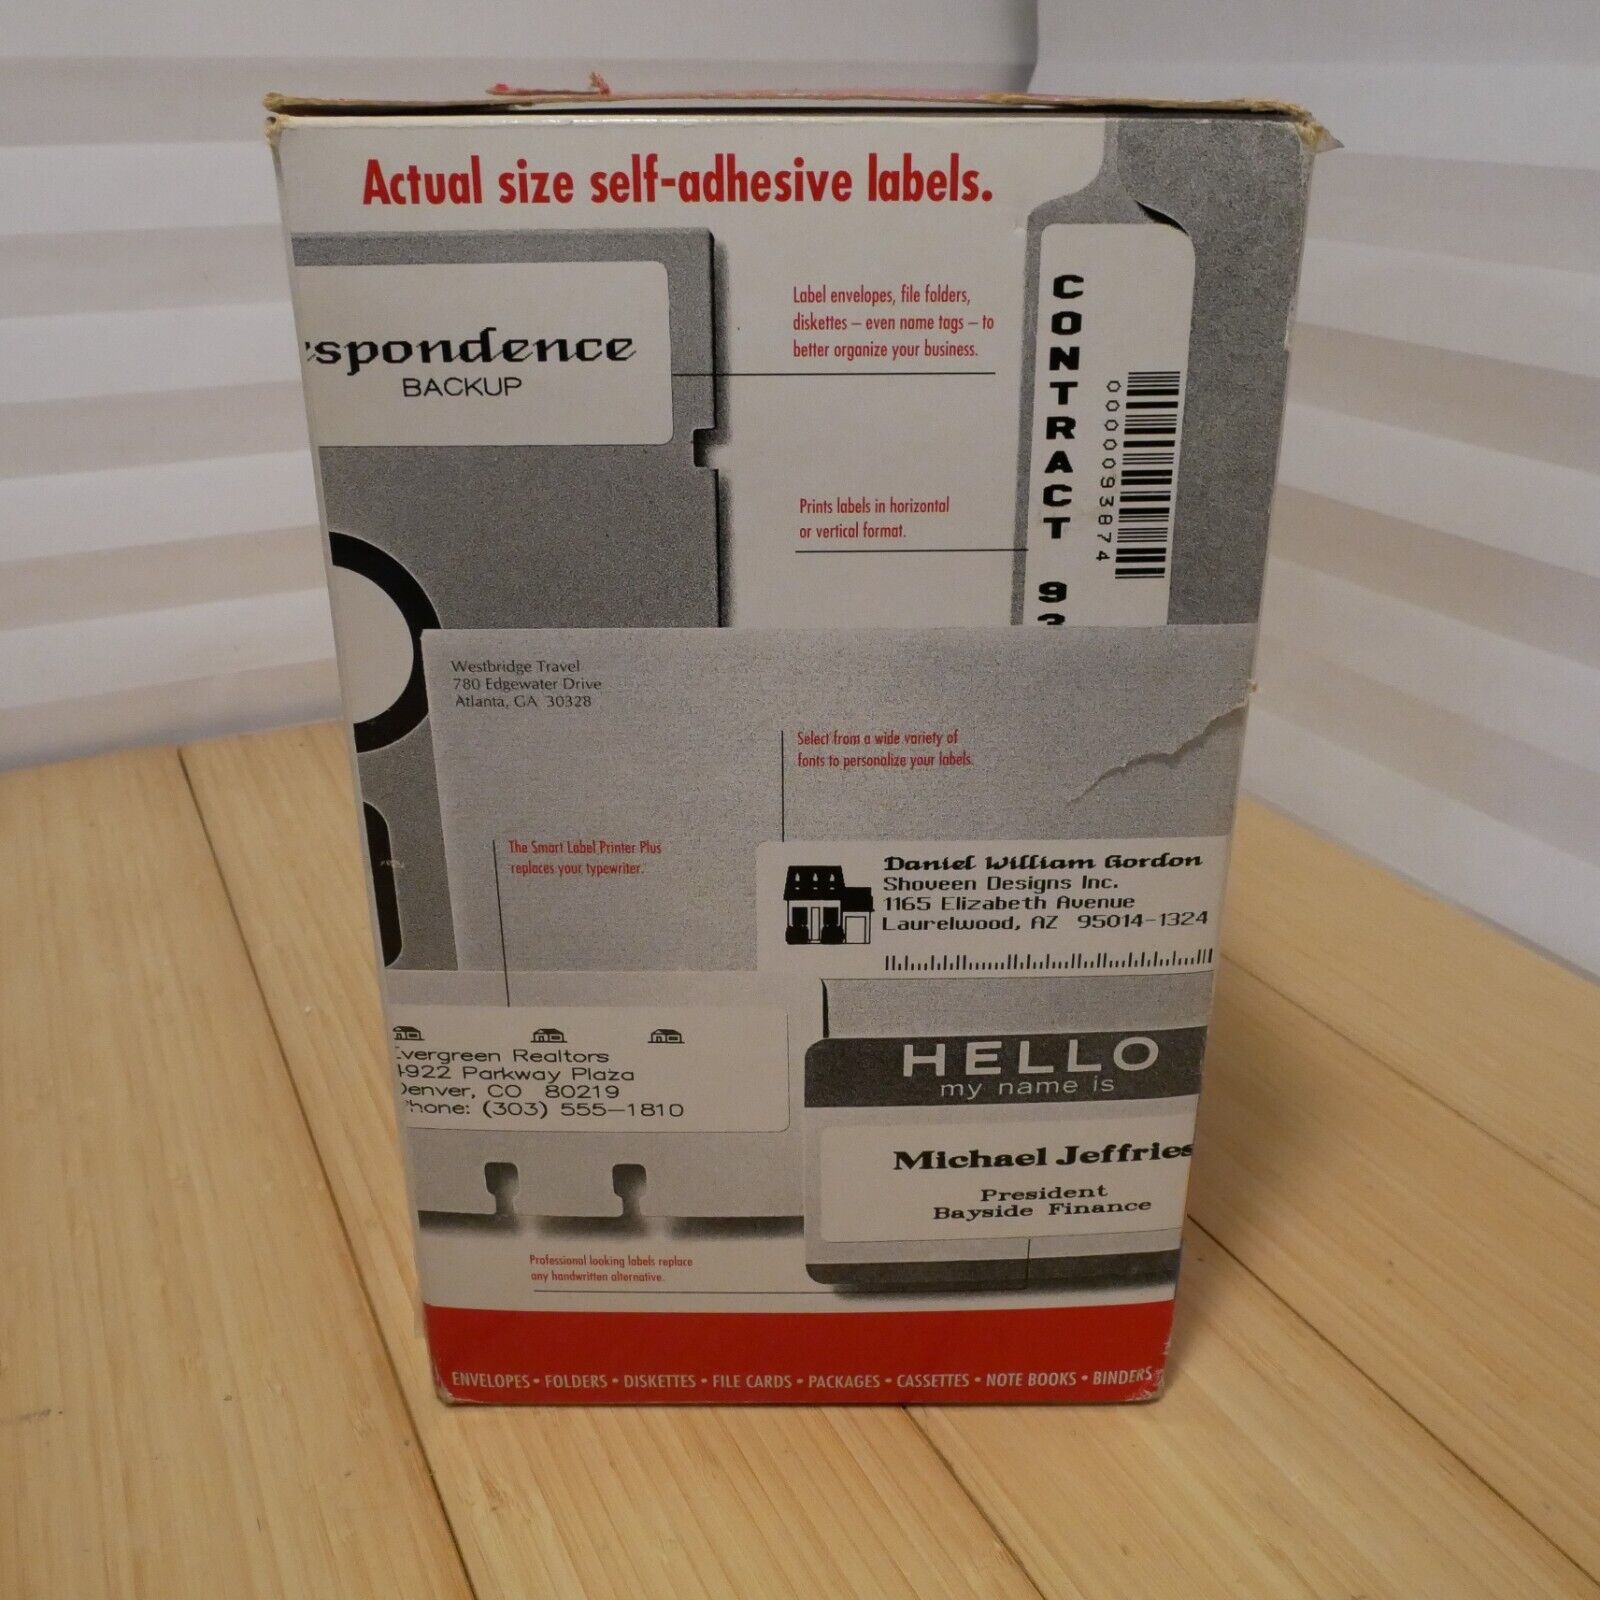 Actual size self-adhesive labels.
spondence
BACKUP
Label envelopes, file folders,
diskettes – even name tags – to
better organize your business.
Prints labels in horizontal
or vertical format.
CONTRACT 93
0000093874
Westbridge Travel
780 Edgewater Drive
Atlanta, GA 30328
Select from a wide variety of
fonts to personalize your labels.
The Smart Label Printer Plus
replaces your typewriter.
Daniel William Gordon
Shoveen Designs Inc.
1165 Elizabeth Avenue
Laurelwood, AZ 95014-1324
Evergreen Realtors
4922 Parkway Plaza
Denver, CO 80219
Phone: (303) 555-1810
HELLO
my name is
Michael Jeffries
President
Bayside Finance
Professional looking labels replace
any handwritten alternative.
ENVELOPES • FOLDERS • DISKETTES • FILE CARDS • PACKAGES • CASSETTES • NOTE BOOKS • BINDERS